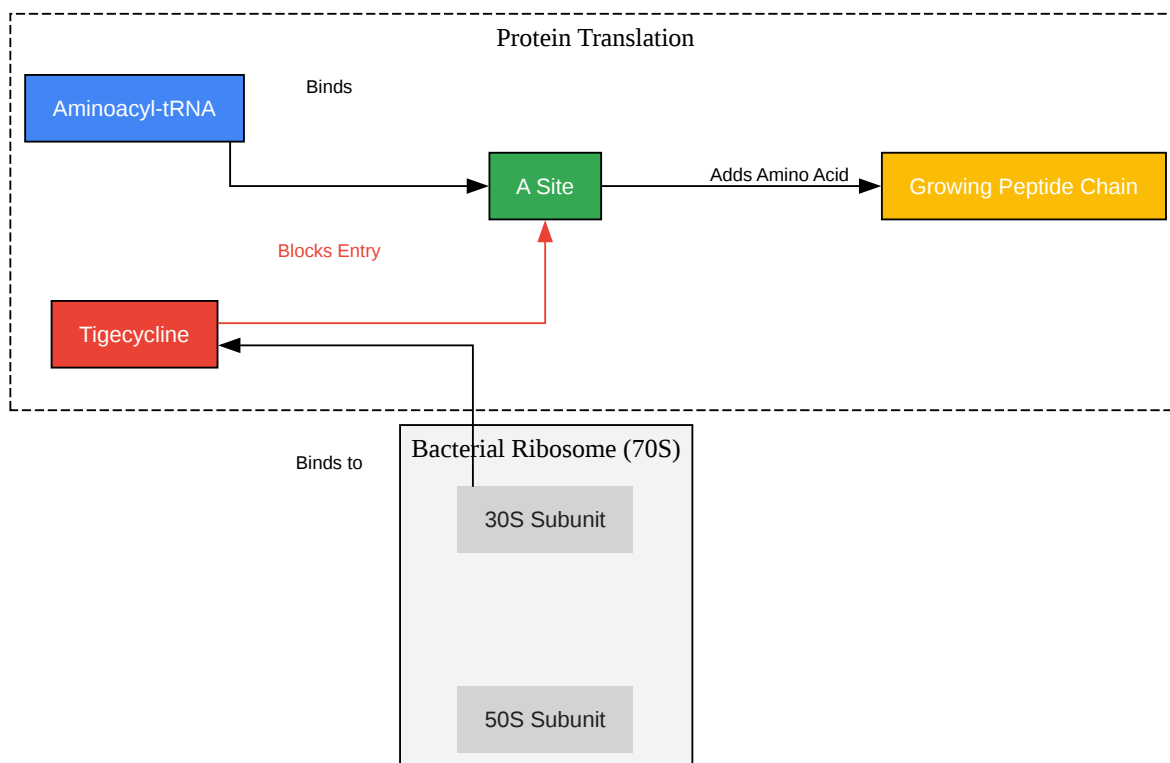 Protein Translation
Binds
Aminoacyl-tRNA
A Site
Adds Amino Acid
Growing Peptide Chain
Blocks Entry
Tigecycline
Bacterial Ribosome (70S)
Binds to
30S Subunit
50S Subunit